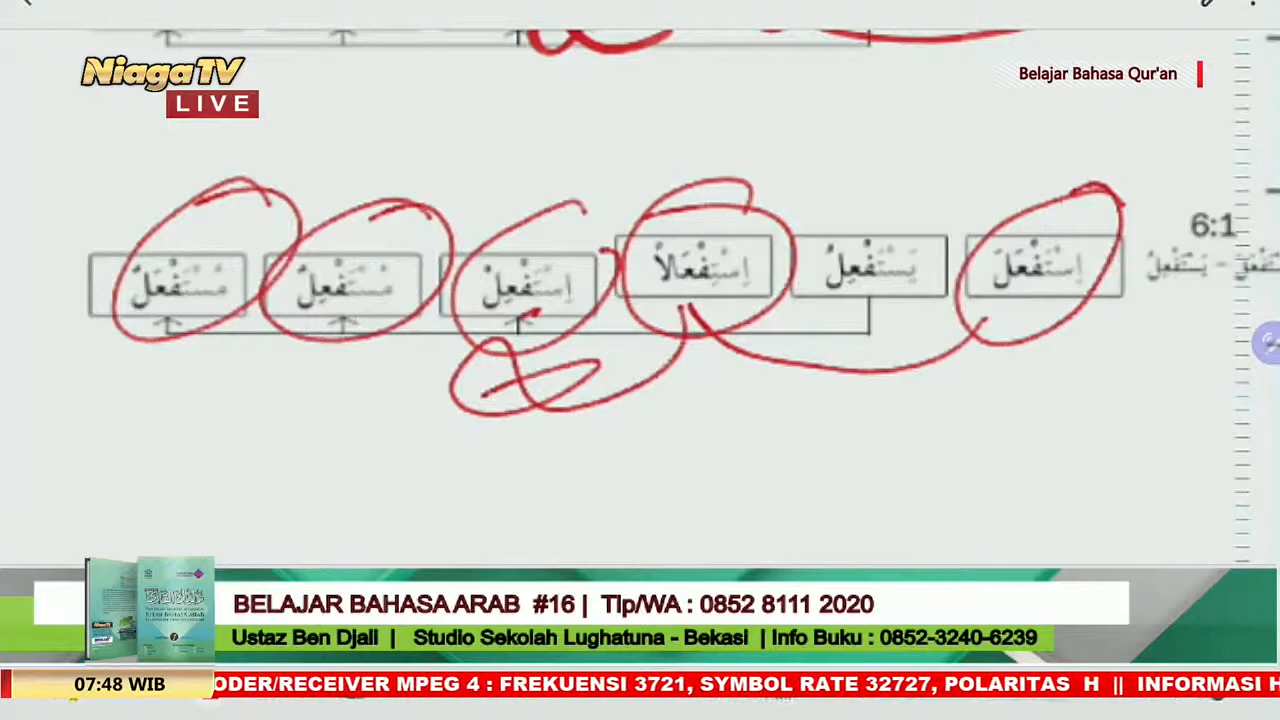 NiagaTV
LIVE
Belajar Bahasa Qur'an
6:1
إِسْتَفْعَلَ يَسْتَفْعِلُ إِسْتِفْعَالاً إِسْتَفْعِلْ مُسْتَفْعِلٌ مُسْتَفْعَلٌ
BELAJAR BAHASA ARAB #16 | Tlp/WA : 0852 8111 2020
Ustaz Ben Djali | Studio Sekolah Lughatuna - Bekasi | Info Buku : 0852-3240-6239
07:48 WIB
ODER/RECEIVER MPEG 4 : FREKUENSI 3721, SYMBOL RATE 32727, POLARITAS H || INFORMASI H